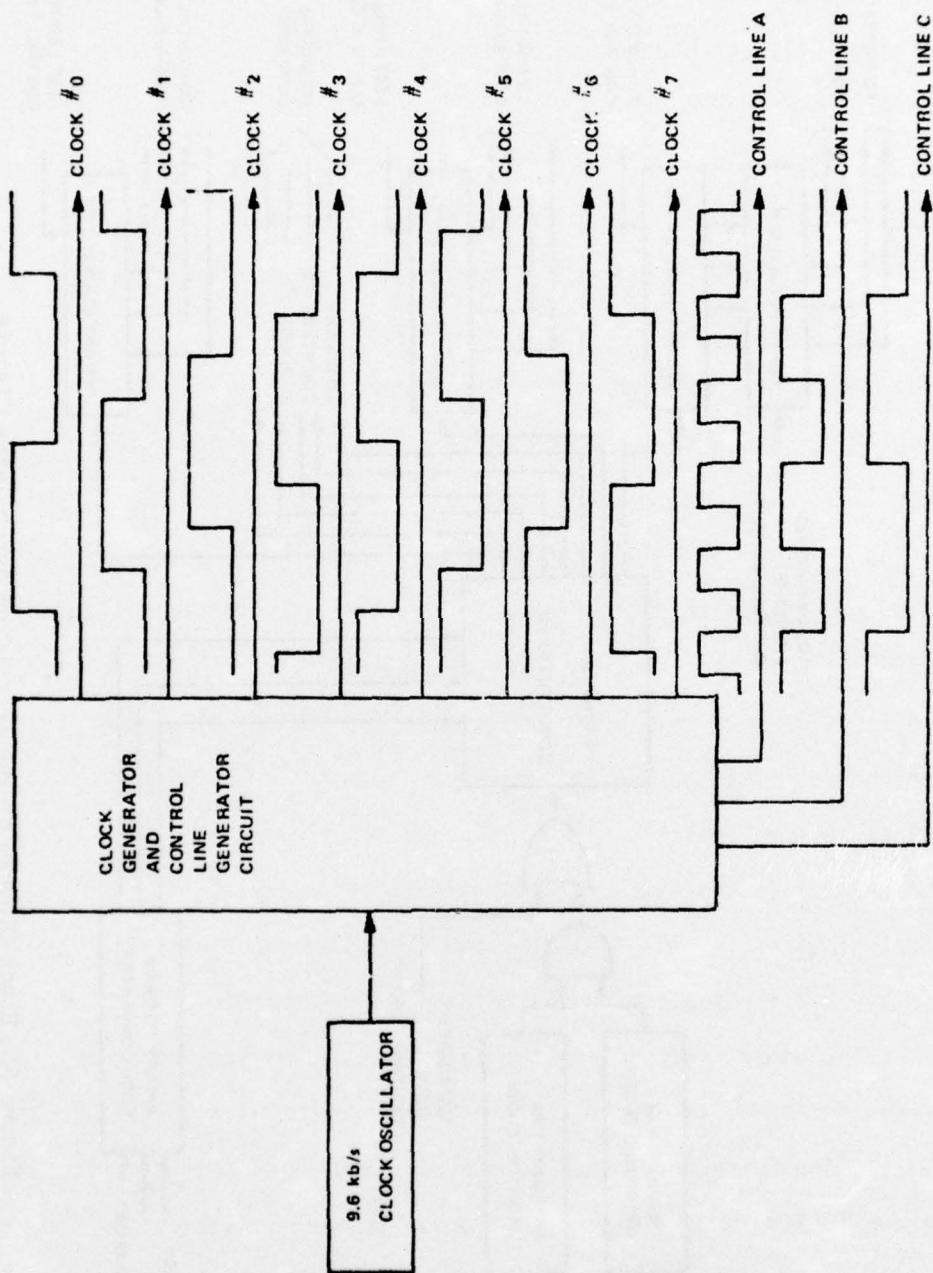 9.6 kb/s
CLOCK OSCILLATOR
CLOCK
GENERATOR
AND
CONTROL
LINE
GENERATOR
CIRCUIT
CLOCK #0
CLOCK #1
CLOCK #2
CLOCK #3
CLOCK #4
CLOCK #5
CLOCK #6
CLOCK #7
CONTROL LINE A
CONTROL LINE B
CONTROL LINE C